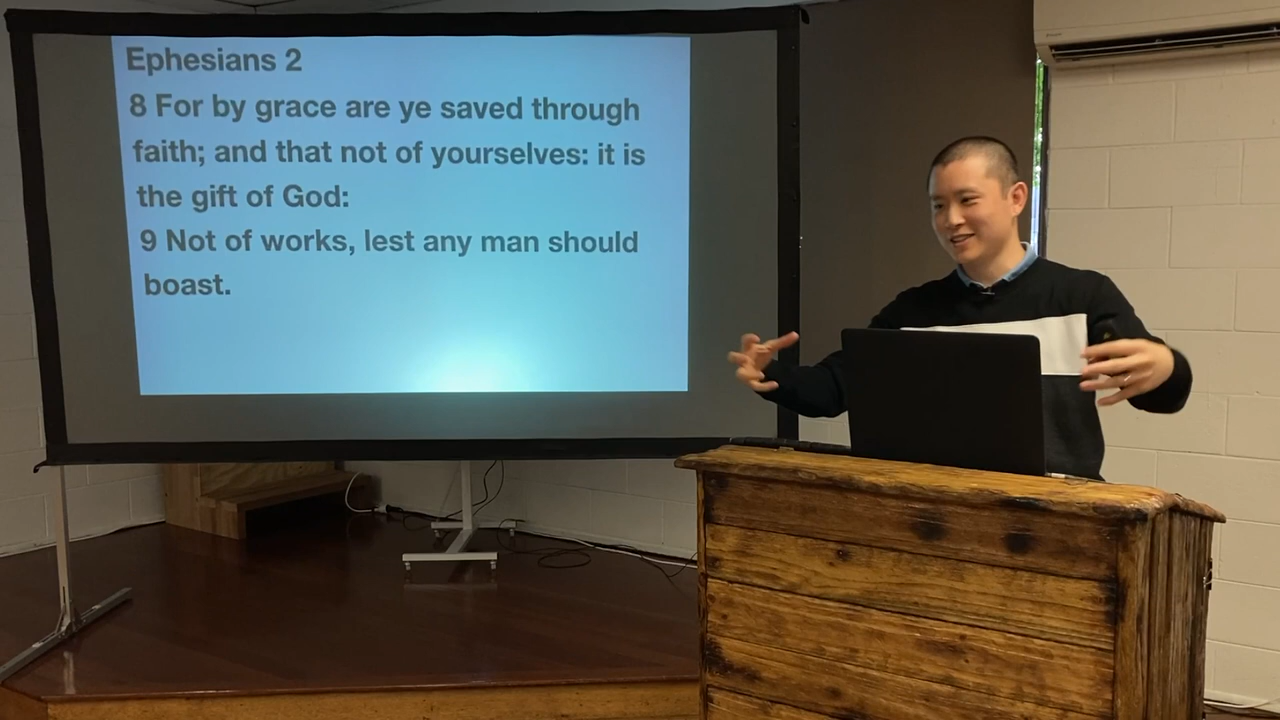 Ephesians 2
8 For by grace are ye saved through
faith; and that not of yourselves: it is
the gift of God:
9 Not of works, lest any man should
boast.